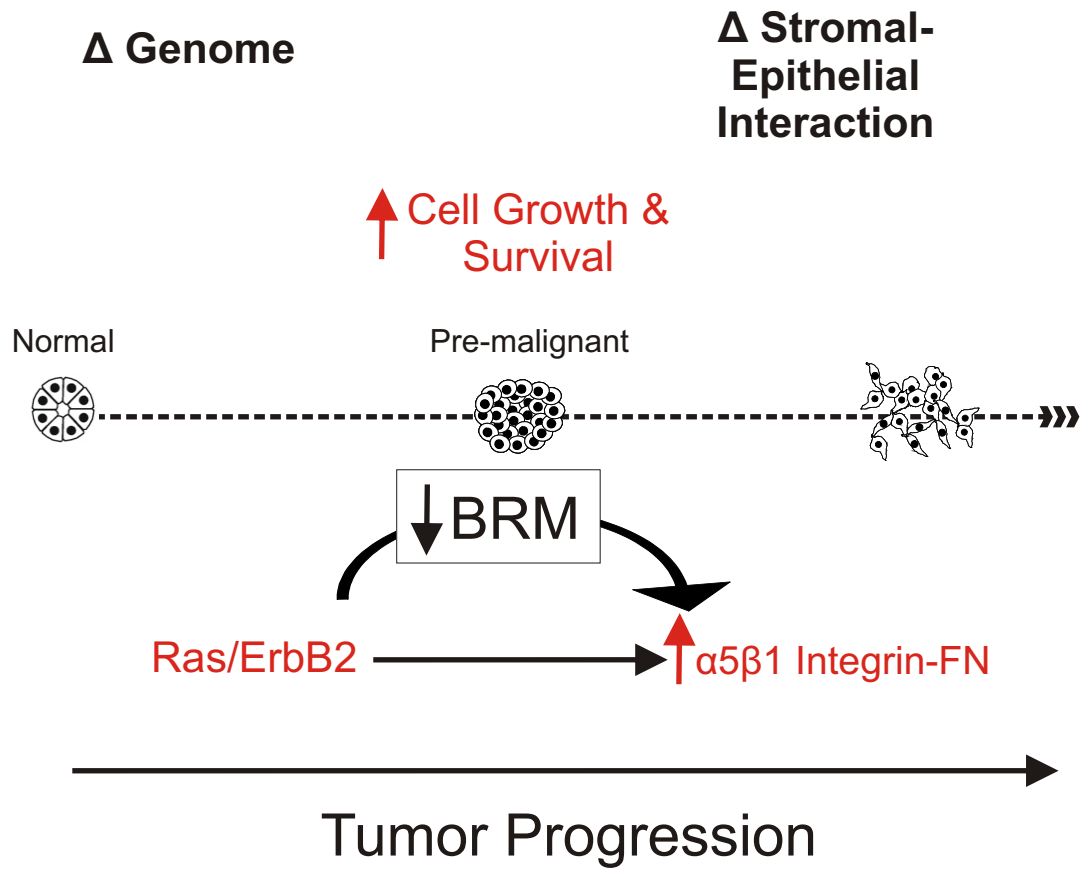 Δ Genome
Δ Stromal-
Epithelial
Interaction
Cell Growth &
Survival
Normal
Pre-malignant
BRM
Ras/ErbB2
α5β1 Integrin-FN
Tumor Progression